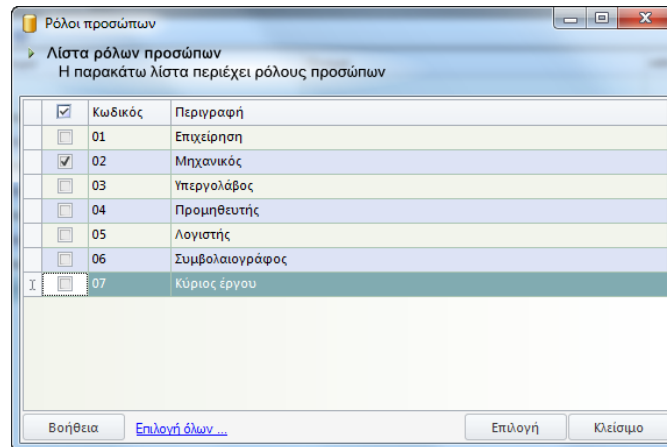 Ρόλοι προσώπων
Λίστα ρόλων προσώπων
Η παρακάτω λίστα περιέχει ρόλους προσώπων
Κωδικός Περιγραφή
01 Επιχείρηση
02 Μηχανικός
03 Υπεργολάβος
04 Προμηθευτής
05 Λογιστής
06 Συμβολαιογράφος
07 Κύριος έργου
Βοήθεια Επιλογή όλων ... Επιλογή Κλείσιμο